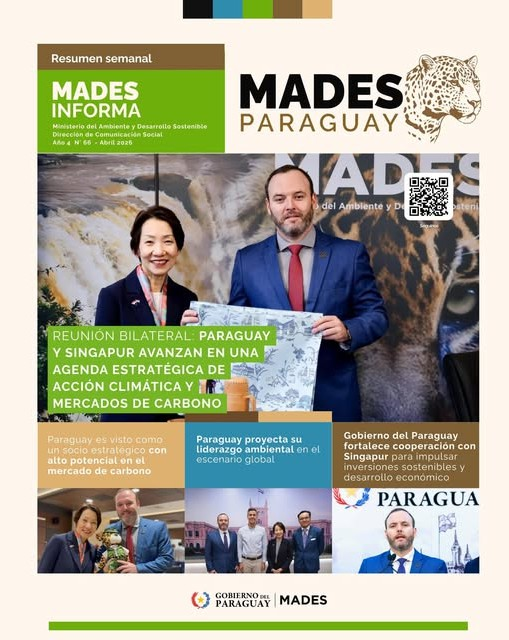 Resumen semanal
MADES
INFORMA
Ministerio del Ambiente y Desarrollo Sostenible
Dirección de Comunicación Social
Año 4 N° 66 - Abril 2026
MADES
PARAGUAY
MADES
o del Ambiente y De
REUNIÓN BILATERAL: PARAGUAY
Y SINGAPUR AVANZAN EN UNA
AGENDA ESTRATÉGICA DE
ACCIÓN CLIMÁTICA Y
MERCADOS DE CARBONO
Paraguay es visto como
un socio estratégico con
alto potencial en el
mercado de carbono
Paraguay proyecta su
liderazgo ambiental en el
escenario global
Gobierno del Paraguay
fortalece cooperación con
Singapur para impulsar
inversiones sostenibles y
desarrollo económico
PARAGUA
GOBIERNO DEL
PARAGUAY
MADES